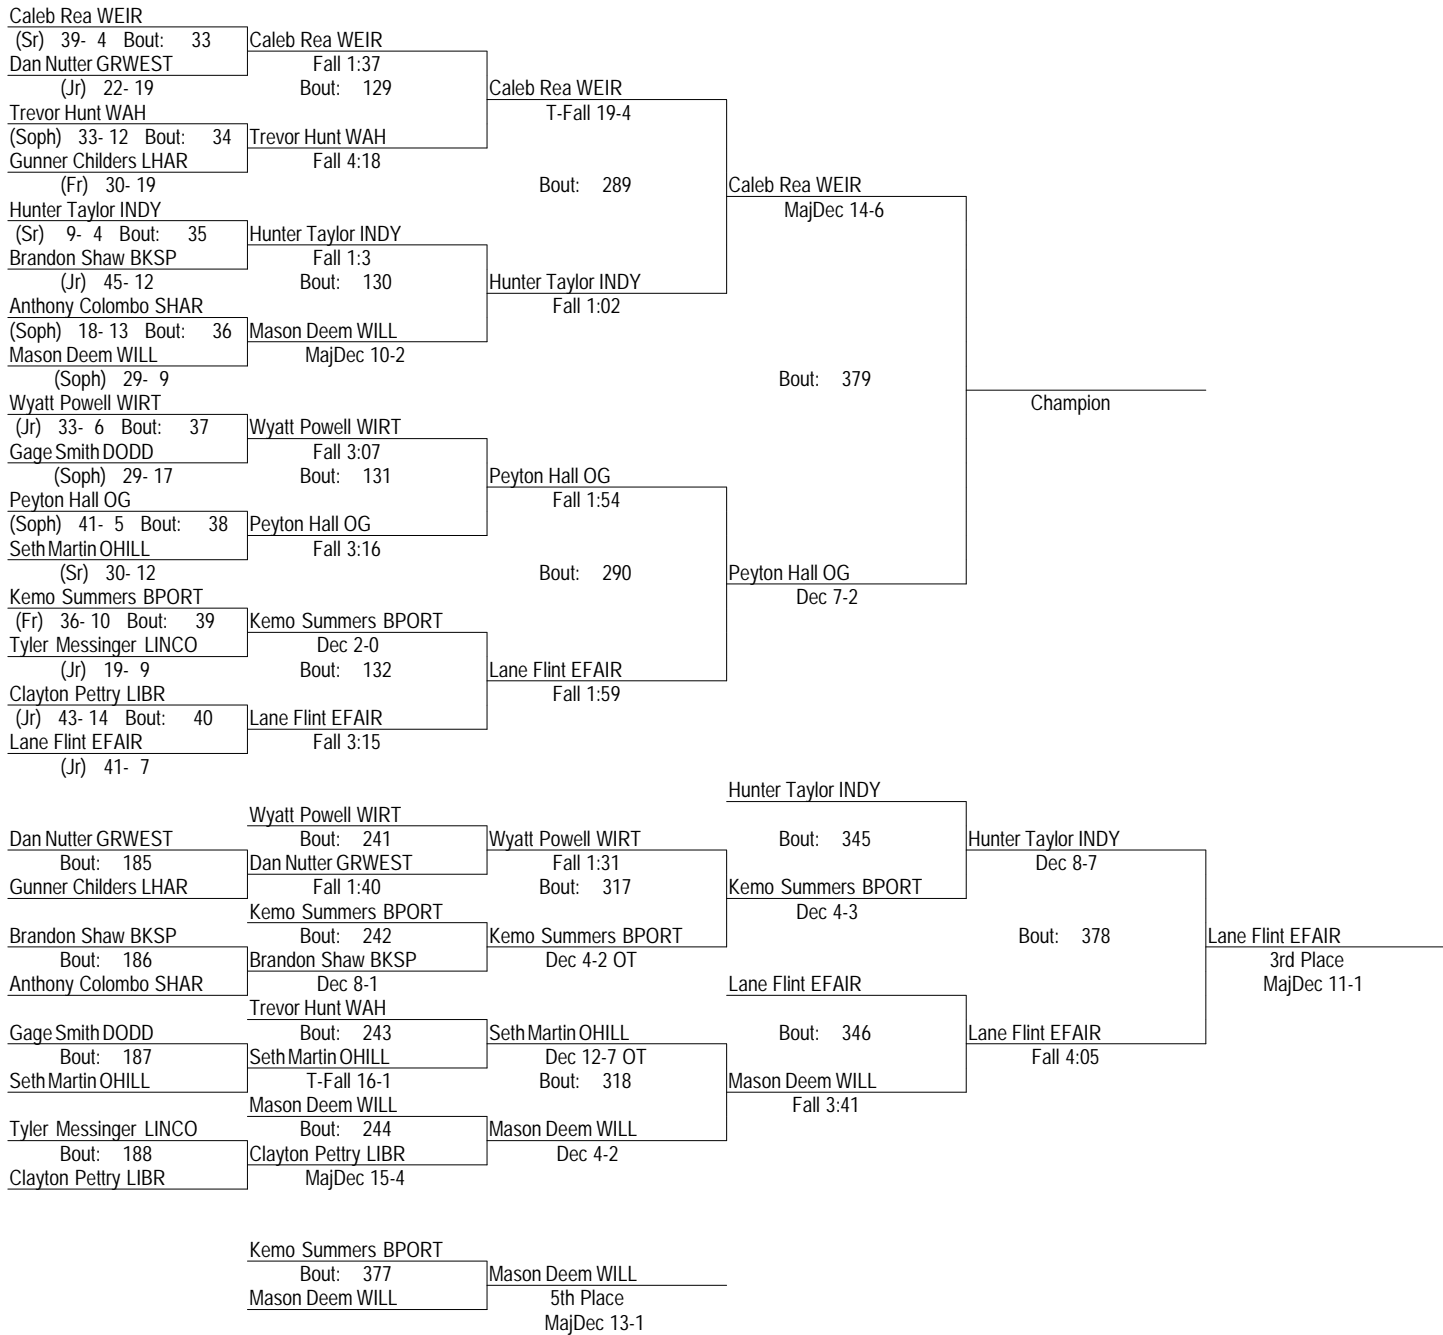 Caleb Rea WEIR
(Sr) 39- 4 Bout: 33 Caleb Rea WEIR
Dan Nutter GRWEST Fall 1:37
(Jr) 22- 19 Bout: 129 Caleb Rea WEIR
Trevor Hunt WAH T-Fall 19-4
(Soph) 33- 12 Bout: 34 Trevor Hunt WAH
Gunner Childers LHAR Fall 4:18
(Fr) 30- 19 Bout: 289 Caleb Rea WEIR
Hunter Taylor INDY MajDec 14-6
(Sr) 9- 4 Bout: 35 Hunter Taylor INDY
Brandon Shaw BKSP Fall 1:3
(Jr) 45- 12 Bout: 130 Hunter Taylor INDY
Anthony Colombo SHAR Fall 1:02
(Soph) 18- 13 Bout: 36 Mason Deem WILL
Mason Deem WILL MajDec 10-2
(Soph) 29- 9 Bout: 379
Wyatt Powell WIRT Champion
(Jr) 33- 6 Bout: 37 Wyatt Powell WIRT
Gage Smith DODD Fall 3:07
(Soph) 29- 17 Bout: 131 Peyton Hall OG
Peyton Hall OG Fall 1:54
(Soph) 41- 5 Bout: 38 Peyton Hall OG
Seth Martin OHILL Fall 3:16
(Sr) 30- 12 Bout: 290 Peyton Hall OG
Kemo Summers BPORT Dec 7-2
(Fr) 36- 10 Bout: 39 Kemo Summers BPORT
Tyler Messinger LINCO Dec 2-0
(Jr) 19- 9 Bout: 132 Lane Flint EFAIR
Clayton Pettry LIBR Fall 1:59
(Jr) 43- 14 Bout: 40 Lane Flint EFAIR
Lane Flint EFAIR Fall 3:15
(Jr) 41- 7
Hunter Taylor INDY
Wyatt Powell WIRT
Dan Nutter GRWEST Bout: 241 Wyatt Powell WIRT Bout: 345 Hunter Taylor INDY
Bout: 185 Dan Nutter GRWEST Fall 1:31 Dec 8-7
Gunner Childers LHAR Fall 1:40 Bout: 317 Kemo Summers BPORT
Kemo Summers BPORT Dec 4-3
Brandon Shaw BKSP Bout: 242 Kemo Summers BPORT Bout: 378 Lane Flint EFAIR
Bout: 186 Brandon Shaw BKSP Dec 4-2 OT 3rd Place
Anthony Colombo SHAR Dec 8-1 Lane Flint EFAIR MajDec 11-1
Trevor Hunt WAH
Gage Smith DODD Bout: 243 Seth Martin OHILL Bout: 346 Lane Flint EFAIR
Bout: 187 Seth Martin OHILL Dec 12-7 OT Fall 4:05
Seth Martin OHILL T-Fall 16-1 Bout: 318 Mason Deem WILL
Mason Deem WILL Fall 3:41
Tyler Messinger LINCO Bout: 244 Mason Deem WILL
Bout: 188 Clayton Pettry LIBR Dec 4-2
Clayton Pettry LIBR MajDec 15-4
Kemo Summers BPORT
Bout: 377 Mason Deem WILL
Mason Deem WILL 5th Place
MajDec 13-1